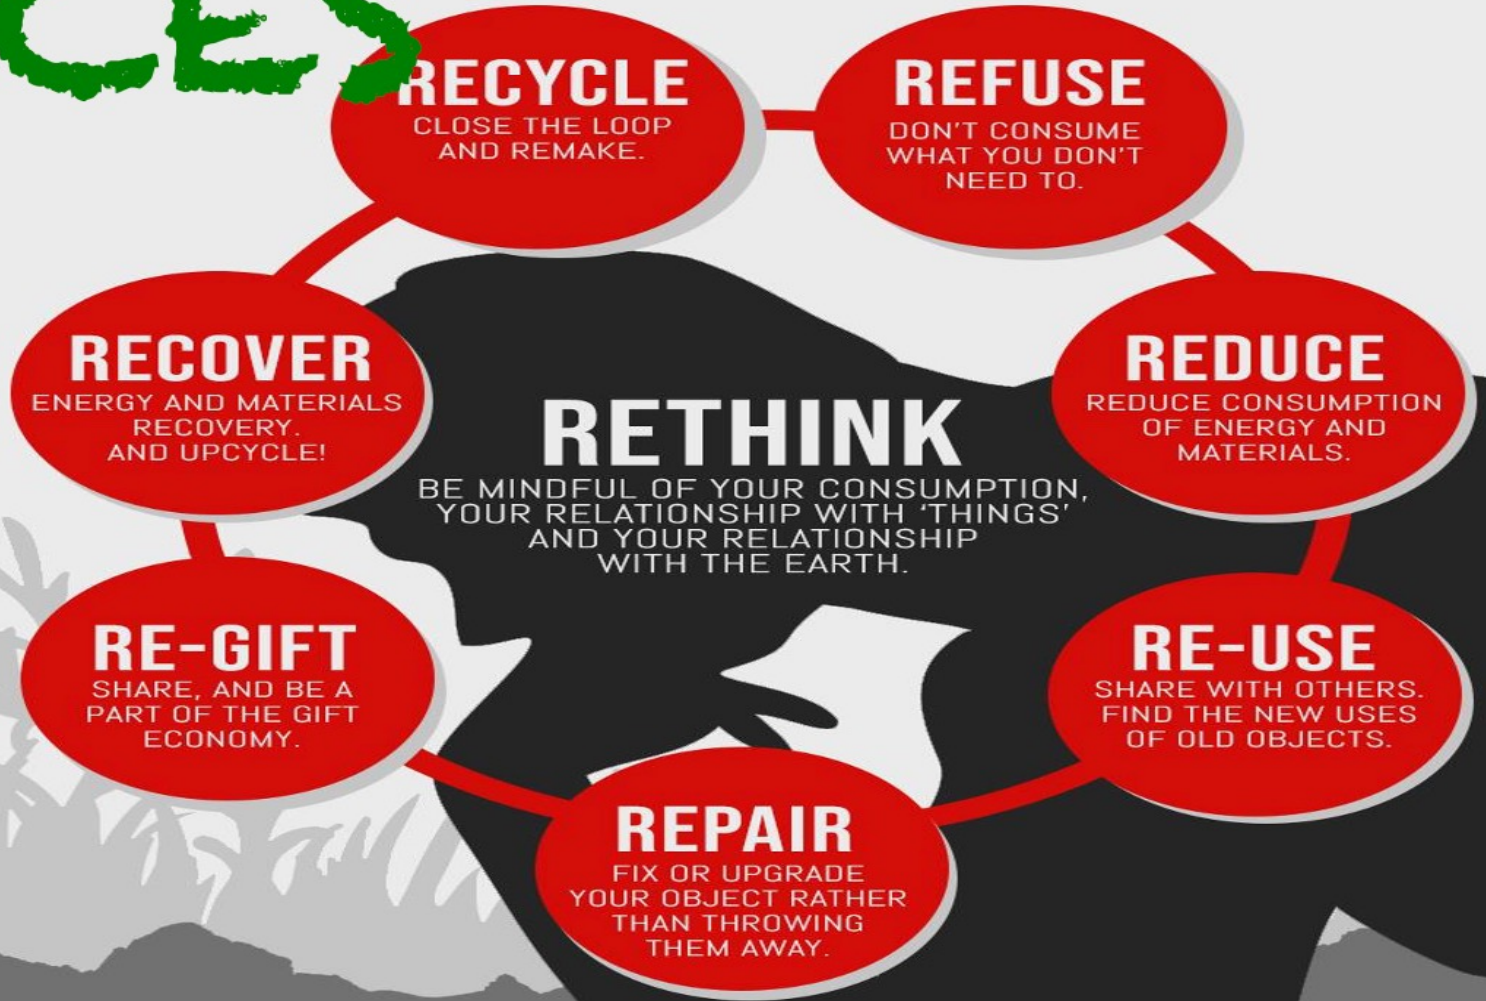 CES
RECYCLE
CLOSE THE LOOP
AND REMAKE.
REFUSE
DON'T CONSUME
WHAT YOU DON'T
NEED TO.
RECOVER
ENERGY AND MATERIALS
RECOVERY.
AND UPCYCLE!
RETHINK
BE MINDFUL OF YOUR CONSUMPTION,
YOUR RELATIONSHIP WITH ‘THINGS’
AND YOUR RELATIONSHIP
WITH THE EARTH.
REDUCE
REDUCE CONSUMPTION
OF ENERGY AND
MATERIALS.
RE-GIFT
SHARE, AND BE A
PART OF THE GIFT
ECONOMY.
REPAIR
FIX OR UPGRADE
YOUR OBJECT RATHER
THAN THROWING
THEM AWAY.
RE-USE
SHARE WITH OTHERS.
FIND THE NEW USES
OF OLD OBJECTS.